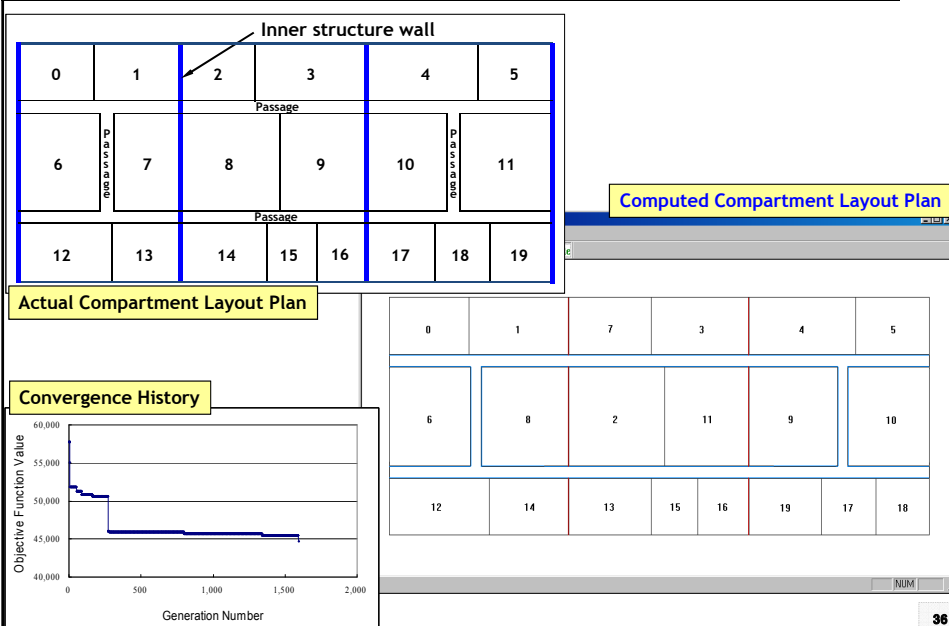 Inner structure wall
0 1 2 3 4 5
Passage
6 Passage 7 8 9 10 Passage 11
Passage
12 13 14 15 16 17 18 19
Actual Compartment Layout Plan
Computed Compartment Layout Plan
0 1 7 3 4 5
6 8 2 11 9 10
12 14 13 15 16 19 17 18
NUM
Convergence History
Objective Function Value
60,000
55,000
50,000
45,000
40,000
0 500 1,000 1,500 2,000
Generation Number
36